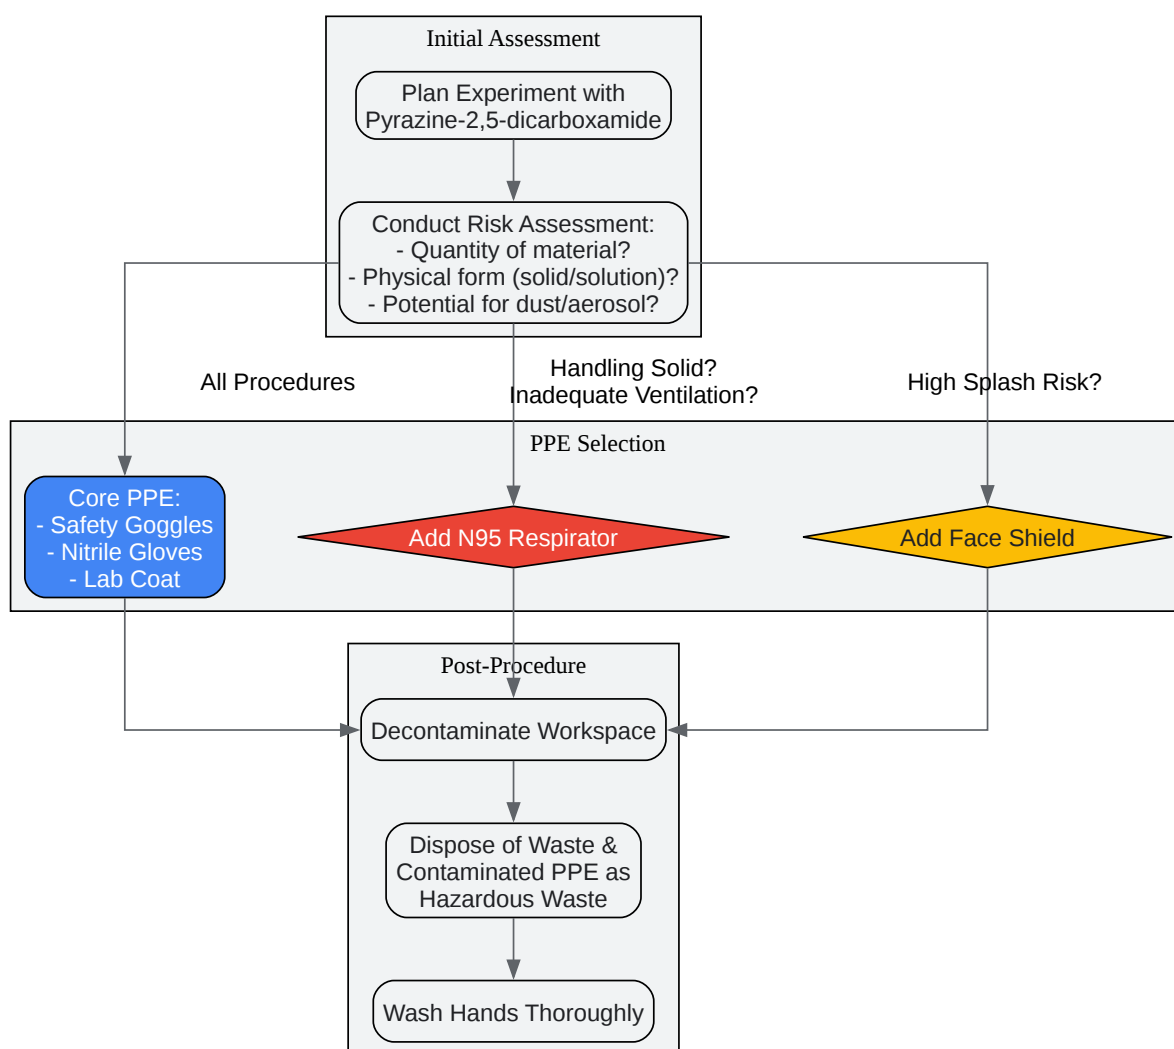 Initial Assessment
Plan Experiment with
Pyrazine-2,5-dicarboxamide
Conduct Risk Assessment:
- Quantity of material?
- Physical form (solid/solution)?
- Potential for dust/aerosol?
All Procedures
Handling Solid?
Inadequate Ventilation?
High Splash Risk?
PPE Selection
Core PPE:
- Safety Goggles
- Nitrile Gloves
- Lab Coat
Add N95 Respirator
Add Face Shield
Post-Procedure
Decontaminate Workspace
Dispose of Waste &
Contaminated PPE as
Hazardous Waste
Wash Hands Thoroughly